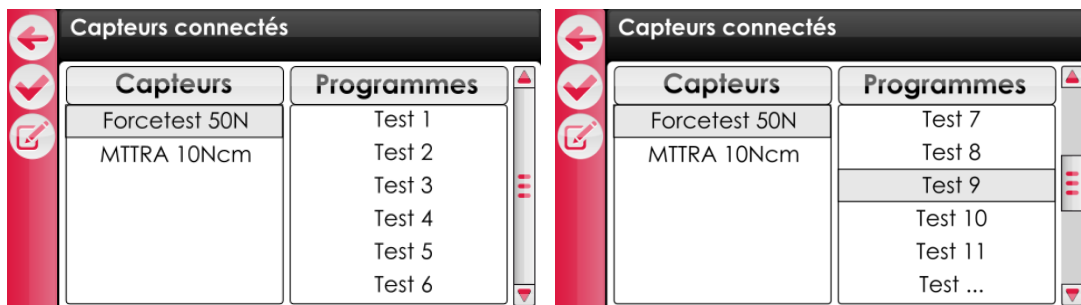 Capteurs connectés
Capteurs
Programmes
Forcetest 50N
MTTRA 10Ncm
Test 1
Test 2
Test 3
Test 4
Test 5
Test 6
Capteurs connectés
Capteurs
Programmes
Forcetest 50N
MTTRA 10Ncm
Test 7
Test 8
Test 9
Test 10
Test 11
Test ...